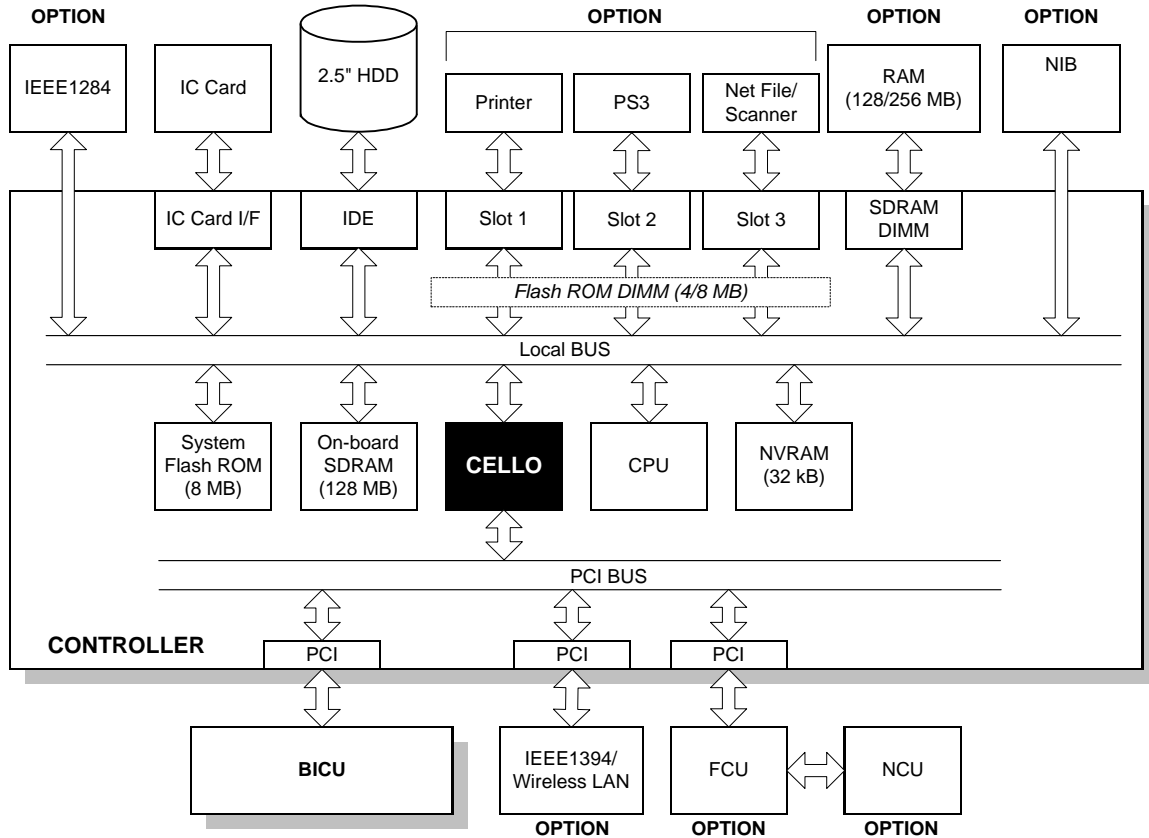 OPTION
OPTION
OPTION
OPTION
IEEE1284
IC Card
2.5" HDD
Printer
PS3
Net File/
Scanner
RAM
(128/256 MB)
NIB
IC Card I/F
IDE
Slot 1
Slot 2
Slot 3
SDRAM
DIMM
Flash ROM DIMM (4/8 MB)
Local BUS
System
Flash ROM
(8 MB)
On-board
SDRAM
(128 MB)
CELLO
CPU
NVRAM
(32 kB)
PCI BUS
CONTROLLER
PCI
PCI
PCI
BICU
IEEE1394/
Wireless LAN
FCU
NCU
OPTION
OPTION
OPTION